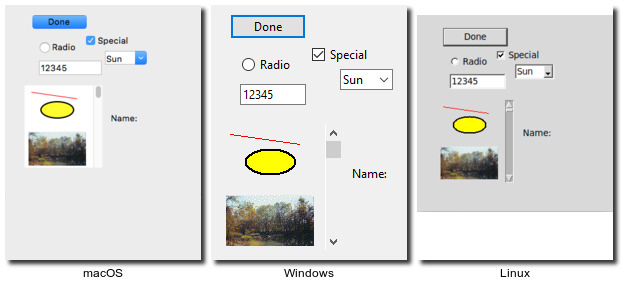 Done
Special
Radio
Sun
12345
Name:
macOS
Done
Special
Radio
Sun
12345
Name:
Windows
Done
Special
Radio
Sun
12345
Name:
Linux